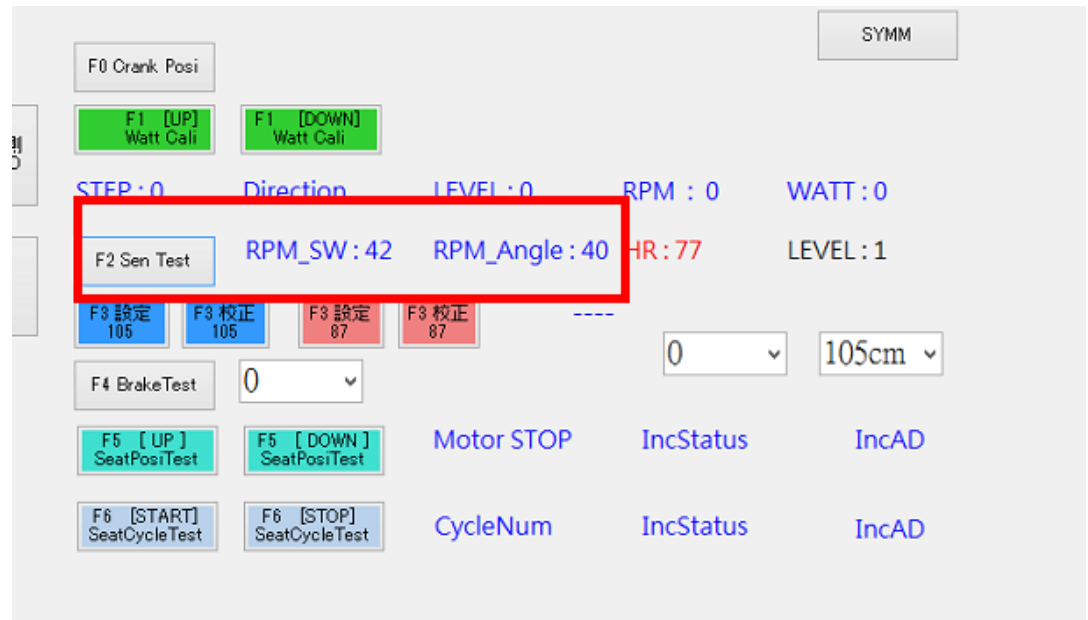 SYMM
F0 Crank Posi
F1 [UP]
Watt Cali
F1 [DOWN]
Watt Cali
STEP : 0 Direction LEVEL : 0 RPM : 0 WATT : 0
F2 Sen Test RPM_SW : 42 RPM_Angle : 40 HR : 77 LEVEL : 1
F3 設定
105
F3 校正
105
F3 設定
87
F3 校正
87
----
0 105cm
F4 BrakeTest 0
F5 [ UP ]
SeatPosiTest
F5 [ DOWN ]
SeatPosiTest
Motor STOP IncStatus IncAD
F6 [START]
SeatCycleTest
F6 [STOP]
SeatCycleTest
CycleNum IncStatus IncAD